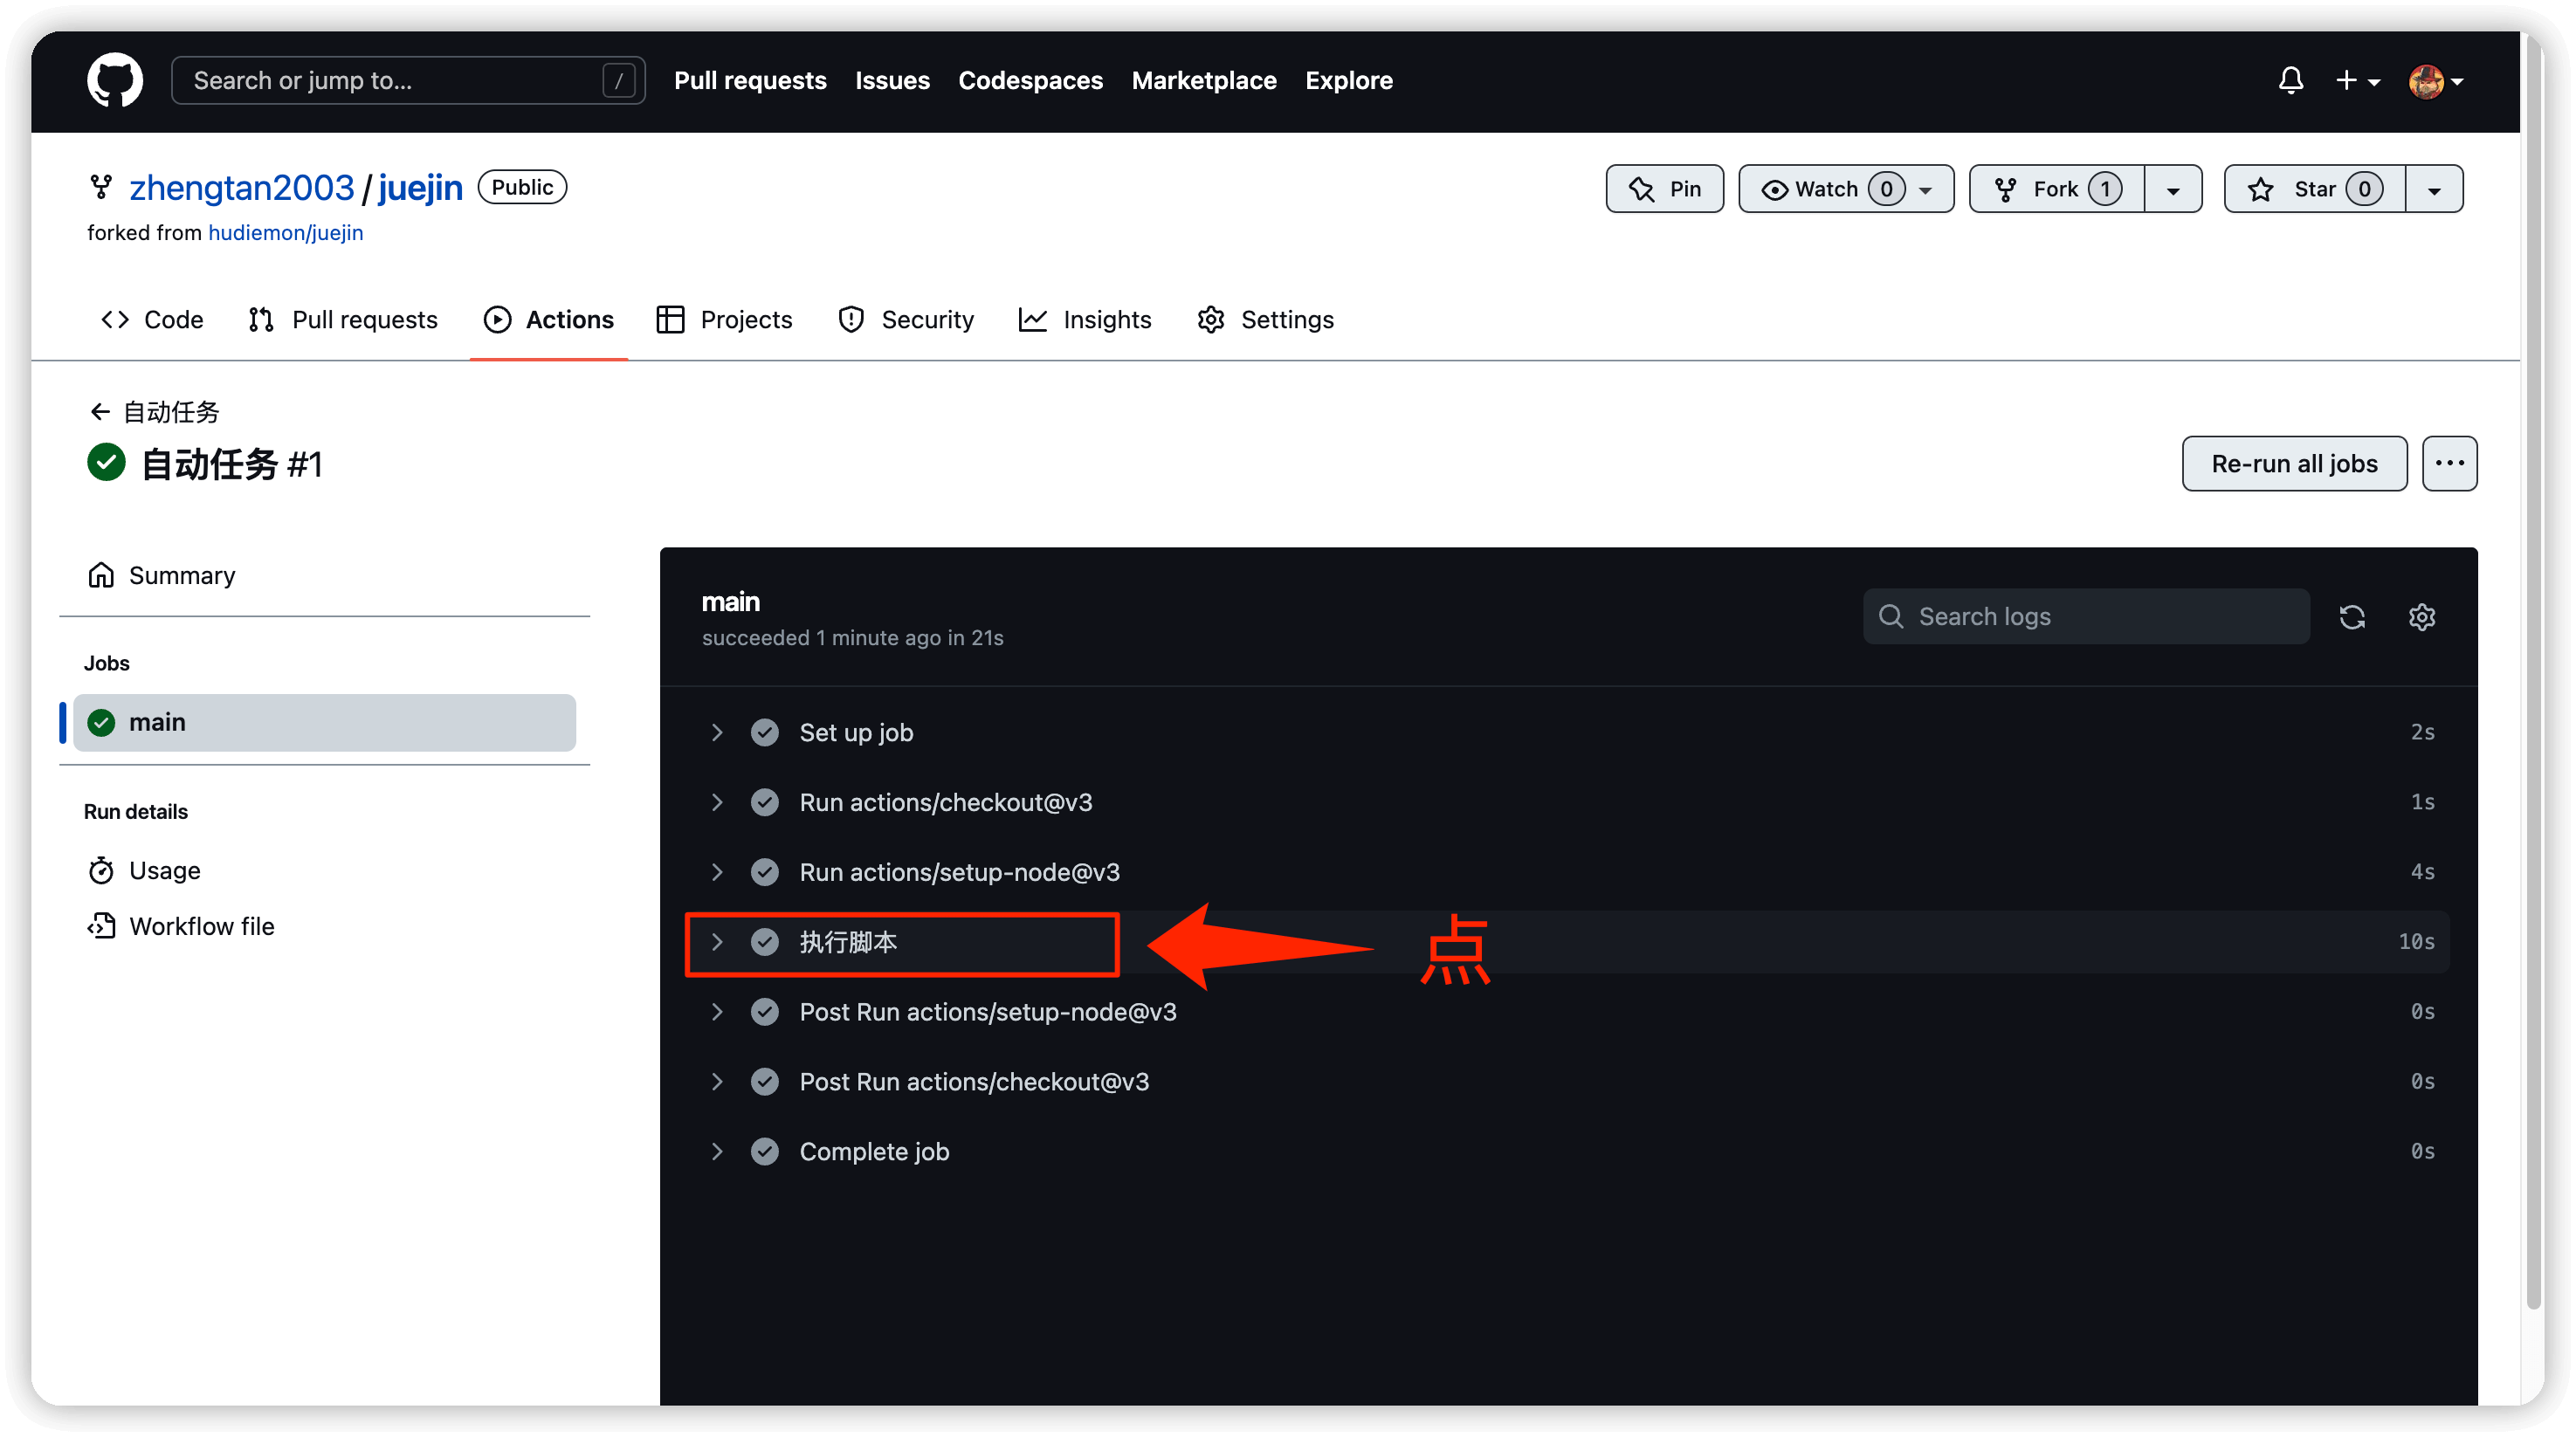 Search or jump to... /
Pull requests Issues Codespaces Marketplace Explore
zhengtan2003 / juejin Public
Pin Watch 0 Fork 1 Star 0
forked from hudiemon/juejin
Code Pull requests Actions Projects Security Insights Settings
自动任务
自动任务 #1
Re-run all jobs
Summary
Jobs
main
Run details
Usage
Workflow file
main
succeeded 1 minute ago in 21s
Search logs
Set up job 2s
Run actions/checkout@v3 1s
Run actions/setup-node@v3 4s
执行脚本 10s
点
Post Run actions/setup-node@v3 0s
Post Run actions/checkout@v3 0s
Complete job 0s